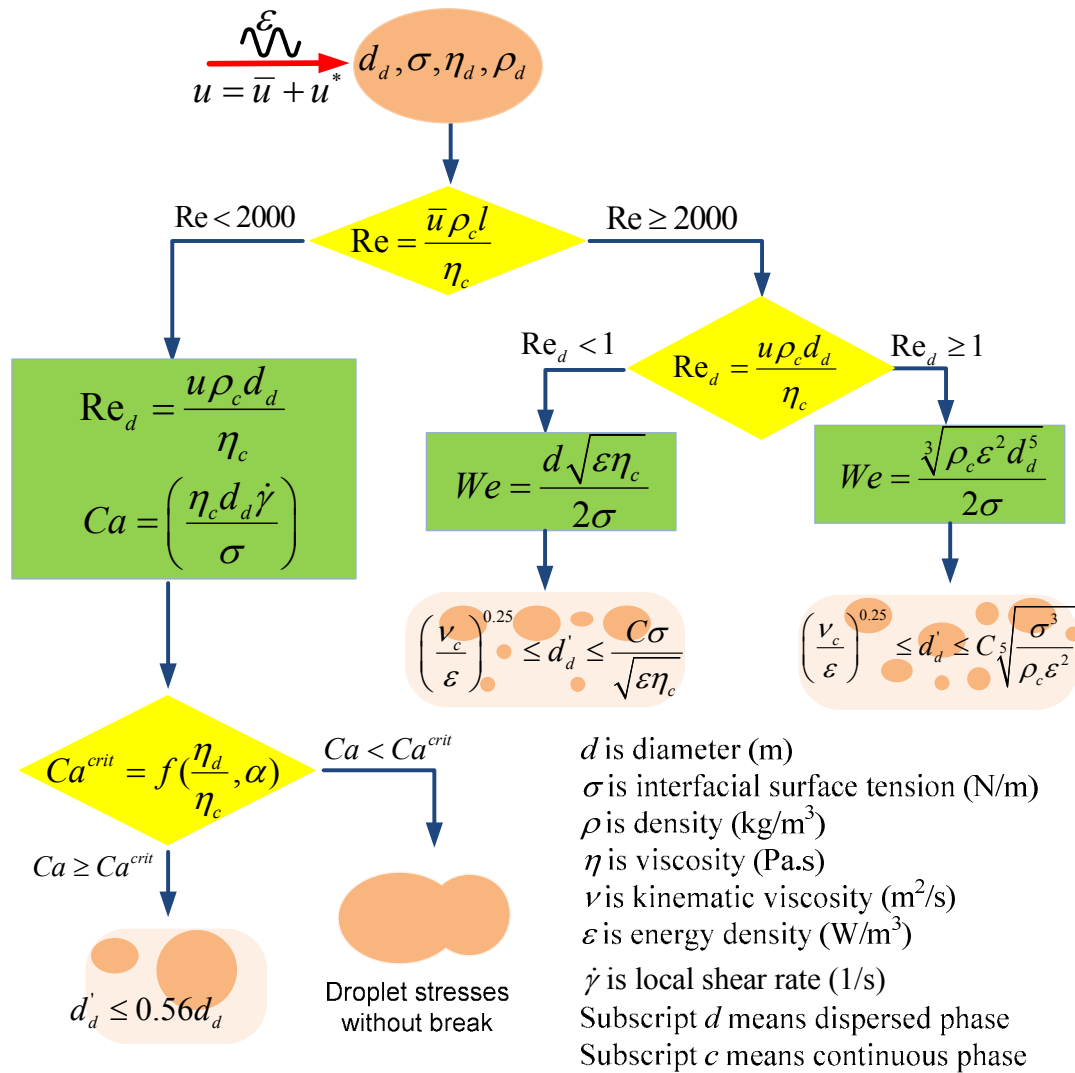 ε
u = ū + u*
d_d, σ, η_d, ρ_d
Re < 2000
Re = ūρ_c l / η_c
Re ≥ 2000
Re_d < 1
Re_d = uρ_c d_d / η_c
Re_d ≥ 1
Re_d = uρ_c d_d / η_c
Ca = (η_c d_d γ̇ / σ)
We = d√(εη_c) / 2σ
We = ∛(ρ_c ε² d_d⁵) / 2σ
(ν_c / ε)^0.25 ≤ d'_d ≤ Cσ / √(εη_c)
(ν_c / ε)^0.25 ≤ d'_d ≤ C ⁵√(σ³ / ρ_c ε²)
Ca^crit = f(η_d / η_c, α)
Ca < Ca^crit
Ca ≥ Ca^crit
d'_d ≤ 0.56d_d
Droplet stresses
without break
d is diameter (m)
σ is interfacial surface tension (N/m)
ρ is density (kg/m³)
η is viscosity (Pa.s)
ν is kinematic viscosity (m²/s)
ε is energy density (W/m³)
γ̇ is local shear rate (1/s)
Subscript d means dispersed phase
Subscript c means continuous phase